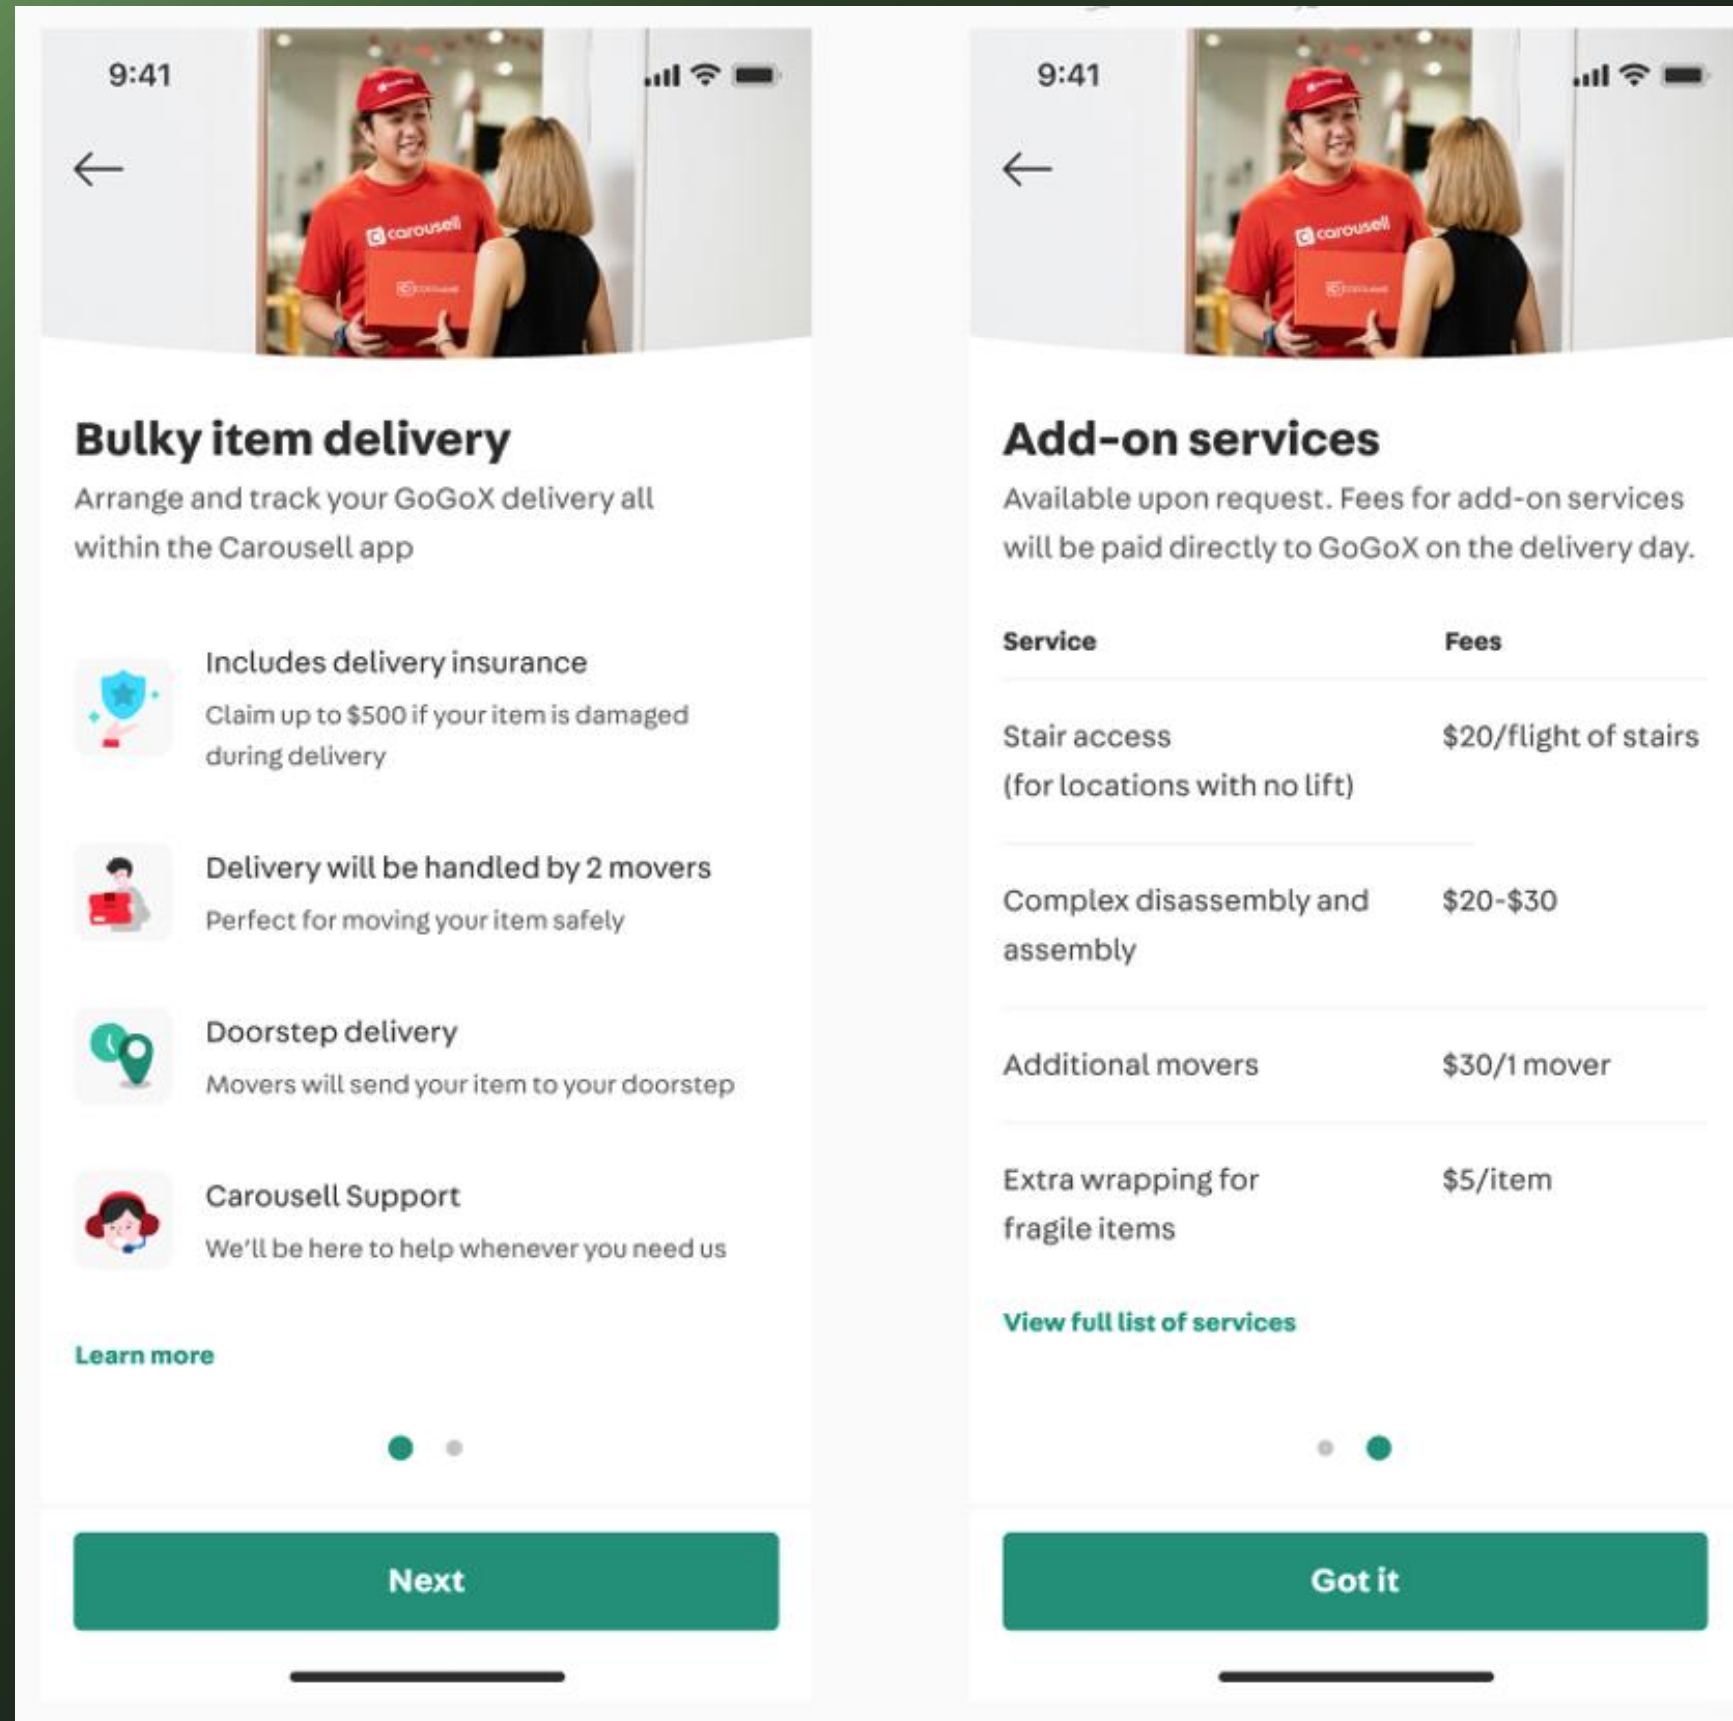 9:41
carousell
Bulky item delivery
Arrange and track your GoGoX delivery all
within the Carousell app
Includes delivery insurance
Claim up to $500 if your item is damaged
during delivery
Delivery will be handled by 2 movers
Perfect for moving your item safely
Doorstep delivery
Movers will send your item to your doorstep
Carousell Support
We'll be here to help whenever you need us
Learn more
Next
9:41
carousell
Add-on services
Available upon request. Fees for add-on services
will be paid directly to GoGoX on the delivery day.
Service Fees
Stair access $20/flight of stairs
(for locations with no lift)
Complex disassembly and $20-$30
assembly
Additional movers $30/1 mover
Extra wrapping for $5/item
fragile items
View full list of services
Got it